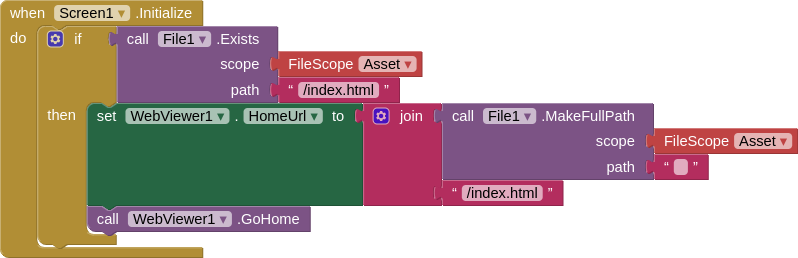 when Screen1 .Initialize
do if call File1 .Exists
scope FileScope Asset
path “ /index.html ”
then set WebViewer1 . HomeUrl to join call File1 .MakeFullPath
scope FileScope Asset
path “ ”
“ /index.html ”
call WebViewer1 .GoHome